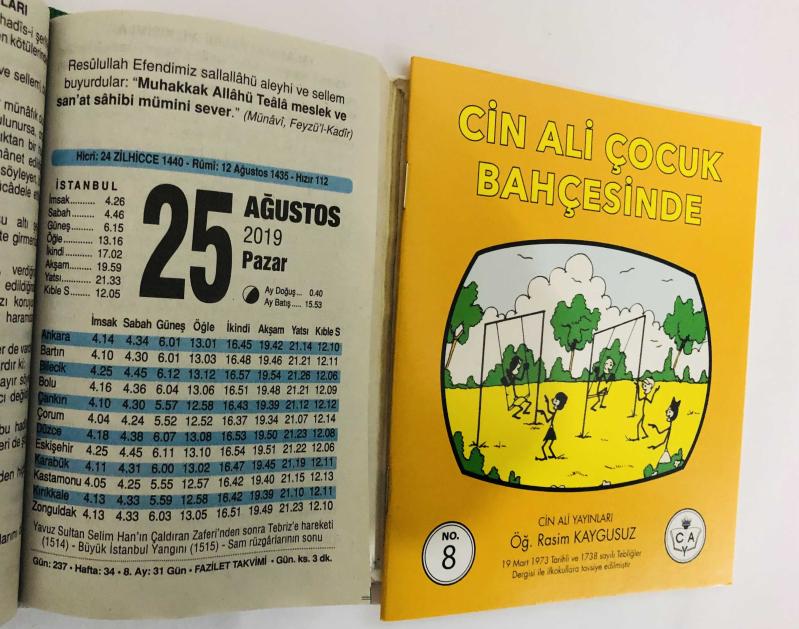 LARI
hadîs-i şerî
ve sellem
münâfık
söyleyen,
Resûlullah Efendimiz sallallâhü aleyhi ve sellem
buyurdular: “Muhakkak Allâhü Teâlâ meslek ve
san’at sâhibi mümini sever.” (Münâvî, Feyzü’l-Kadîr)
Hicrî: 24 ZİLHİCCE 1440 - Rûmî: 12 Ağustos 1435 - Hızır 112
İSTANBUL
İmsak........ 4.26
Sabah........ 4.46
Güneş........ 6.15
Öğle.......... 13.16
İkindi......... 17.02
Akşam....... 19.59
Yatsı.......... 21.33
Kıble S....... 12.05
25
AĞUSTOS
2019
Pazar
Ay Doğuş... 0.40
Ay Batış..... 15.53
İmsak Sabah Güneş Öğle İkindi Akşam Yatsı Kıble S
Ankara 4.14 4.34 6.01 13.01 16.45 19.42 21.14 12.10
Bartın 4.10 4.30 6.01 13.03 16.48 19.46 21.21 12.11
Bilecik 4.25 4.45 6.12 13.12 16.57 19.54 21.26 12.06
Bolu 4.16 4.36 6.04 13.06 16.51 19.48 21.21 12.09
Çankırı 4.10 4.30 5.57 12.58 16.43 19.39 21.12 12.12
Çorum 4.04 4.24 5.52 12.52 16.37 19.34 21.07 12.14
Düzce 4.18 4.38 6.07 13.08 16.53 19.50 21.23 12.08
Eskişehir 4.25 4.45 6.11 13.10 16.54 19.51 21.22 12.06
Karabük 4.11 4.31 6.00 13.02 16.47 19.45 21.19 12.11
Kastamonu 4.05 4.25 5.55 12.57 16.42 19.40 21.15 12.13
Kırıkkale 4.13 4.33 5.59 12.58 16.42 19.39 21.10 12.11
Zonguldak 4.13 4.33 6.03 13.05 16.51 19.49 21.23 12.10
Yavuz Sultan Selim Han’ın Çaldıran Zaferi’nden sonra Tebriz’e hareketi
(1514) - Büyük İstanbul Yangını (1515) - Sam rüzgârlarının sonu
Gün: 237 • Hafta: 34 • 8. Ay: 31 Gün • FAZİLET TAKVİMİ • Gün. ks. 3 dk.
CİN ALİ ÇOCUK
BAHÇESİNDE
NO.
8
CİN ALİ YAYINLARI
Öğ. Rasim KAYGUSUZ
19 Mart 1973 Tarihli ve 1738 sayılı Tebliğler
Dergisi ile ilkokullara tavsiye edilmiştir
C A
Y